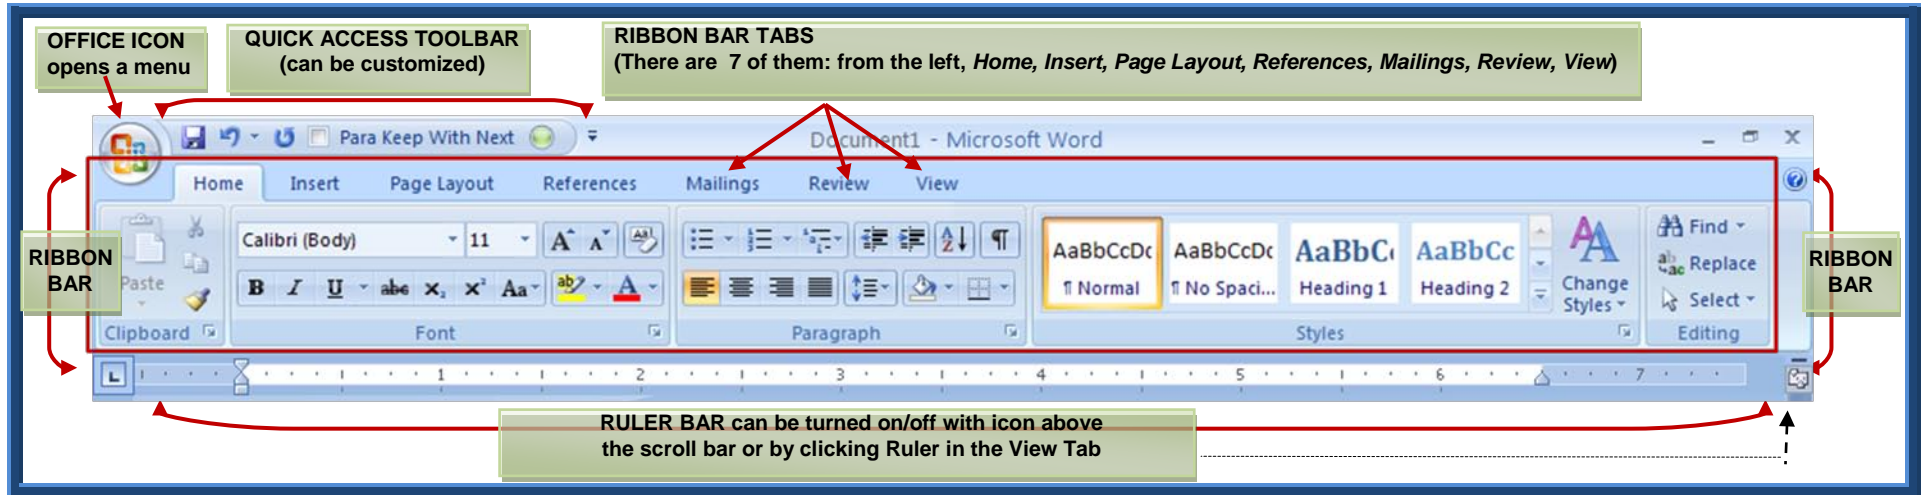 OFFICE ICON
opens a menu
QUICK ACCESS TOOLBAR
(can be customized)
RIBBON BAR TABS
(There are 7 of them: from the left, Home, Insert, Page Layout, References, Mailings, Review, View)
Para Keep With Next
Document1 - Microsoft Word
Home Insert Page Layout References Mailings Review View
RIBBON
BAR
Paste
Clipboard
Calibri (Body) 11 A A Aa
B I U abc x₂ x² Aa ab A
Font
A Z ¶
Paragraph
AaBbCcDc AaBbCcDc AaBbC AaBbCc
¶ Normal ¶ No Spaci... Heading 1 Heading 2
Change
Styles
Styles
Find
Replace
Select
Editing
RIBBON
BAR
L 1 2 3 4 5 6 7
RULER BAR can be turned on/off with icon above
the scroll bar or by clicking Ruler in the View Tab